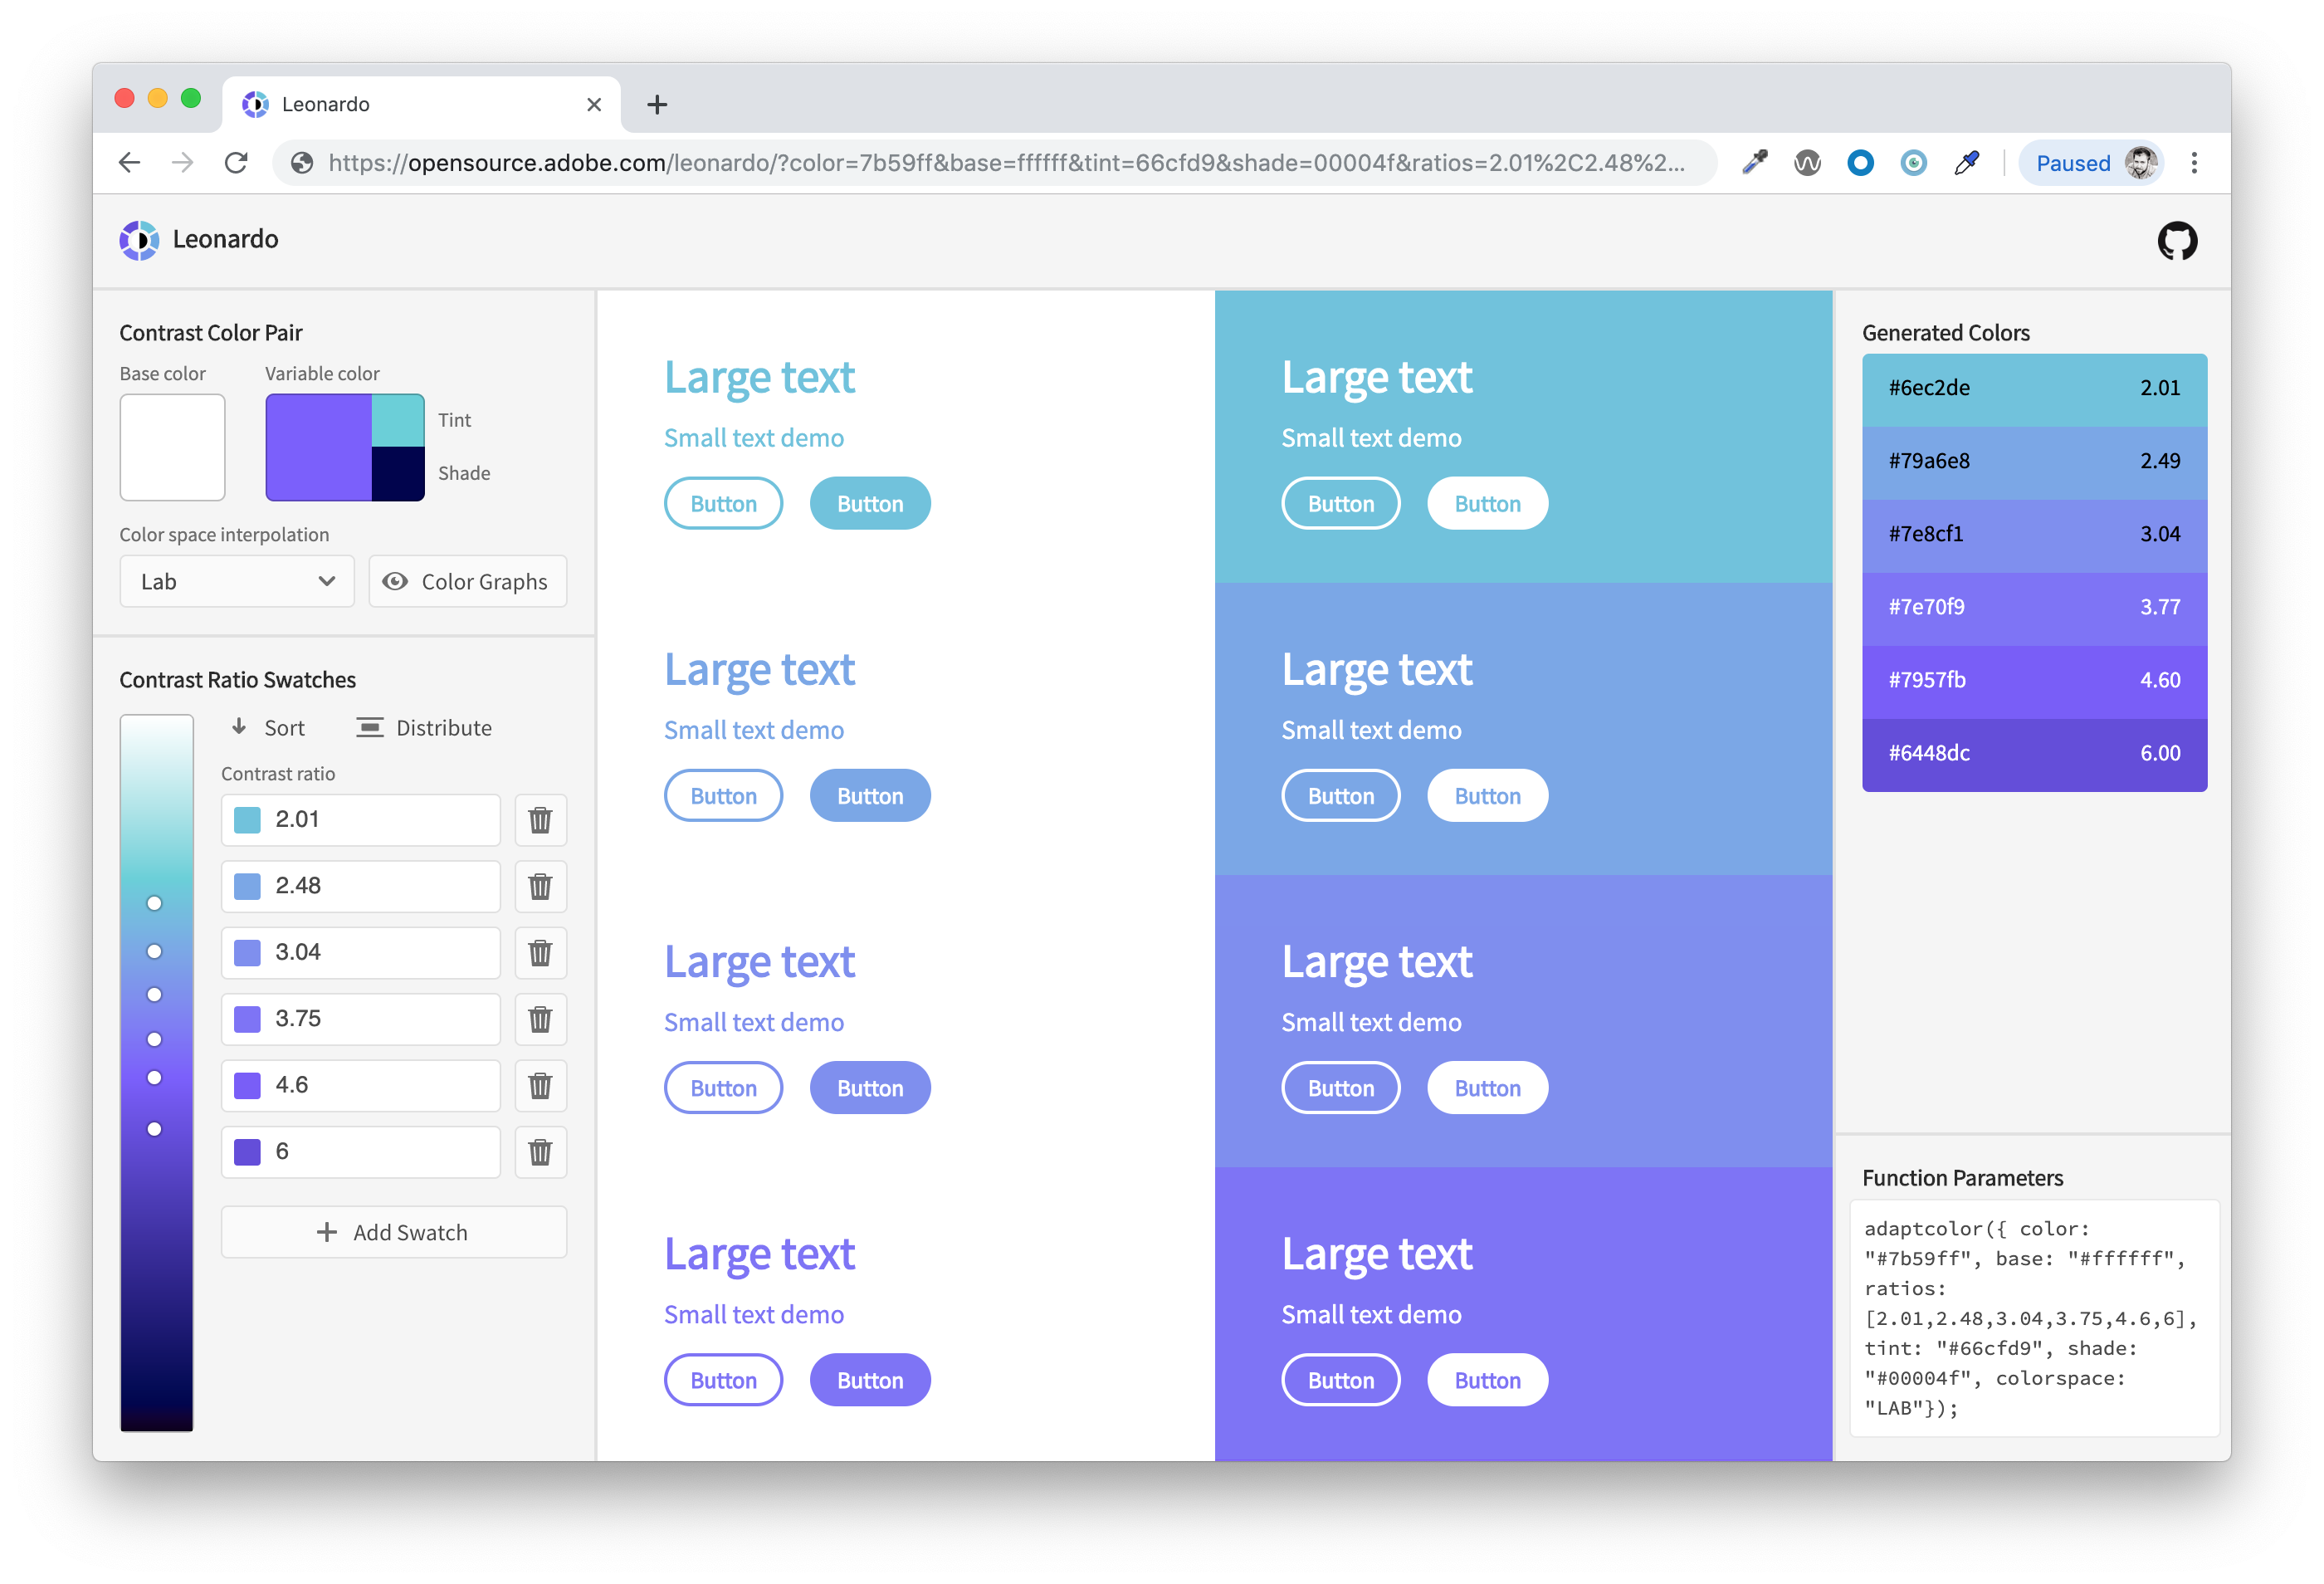 Leonardo
https://opensource.adobe.com/leonardo/?color=7b59ff&base=ffffff&tint=66cfd9&shade=00004f&ratios=2.01%2C2.48%2...
Paused
Leonardo
Contrast Color Pair
Base color
Variable color
Tint
Shade
Color space interpolation
Lab
Color Graphs
Contrast Ratio Swatches
Sort
Distribute
Contrast ratio
2.01
2.48
3.04
3.75
4.6
6
Add Swatch
Large text
Small text demo
Button Button
Large text
Small text demo
Button Button
Large text
Small text demo
Button Button
Large text
Small text demo
Button Button
Large text
Small text demo
Button Button
Large text
Small text demo
Button Button
Large text
Small text demo
Button Button
Large text
Small text demo
Button Button
Generated Colors
#6ec2de 2.01
#79a6e8 2.49
#7e8cf1 3.04
#7e70f9 3.77
#7957fb 4.60
#6448dc 6.00
Function Parameters
adaptcolor({ color:
"#7b59ff", base: "#ffffff",
ratios:
[2.01,2.48,3.04,3.75,4.6,6],
tint: "#66cfd9", shade:
"#00004f", colorspace:
"LAB"});